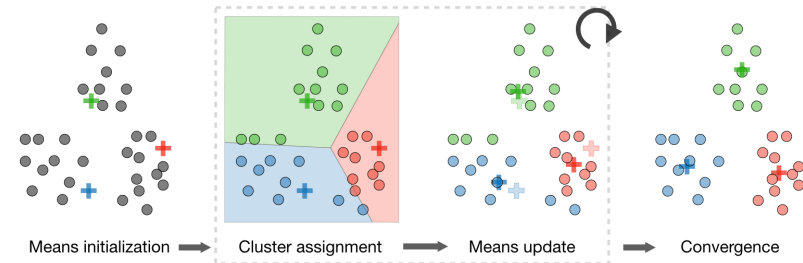 Means initialization
Cluster assignment
Means update
Convergence